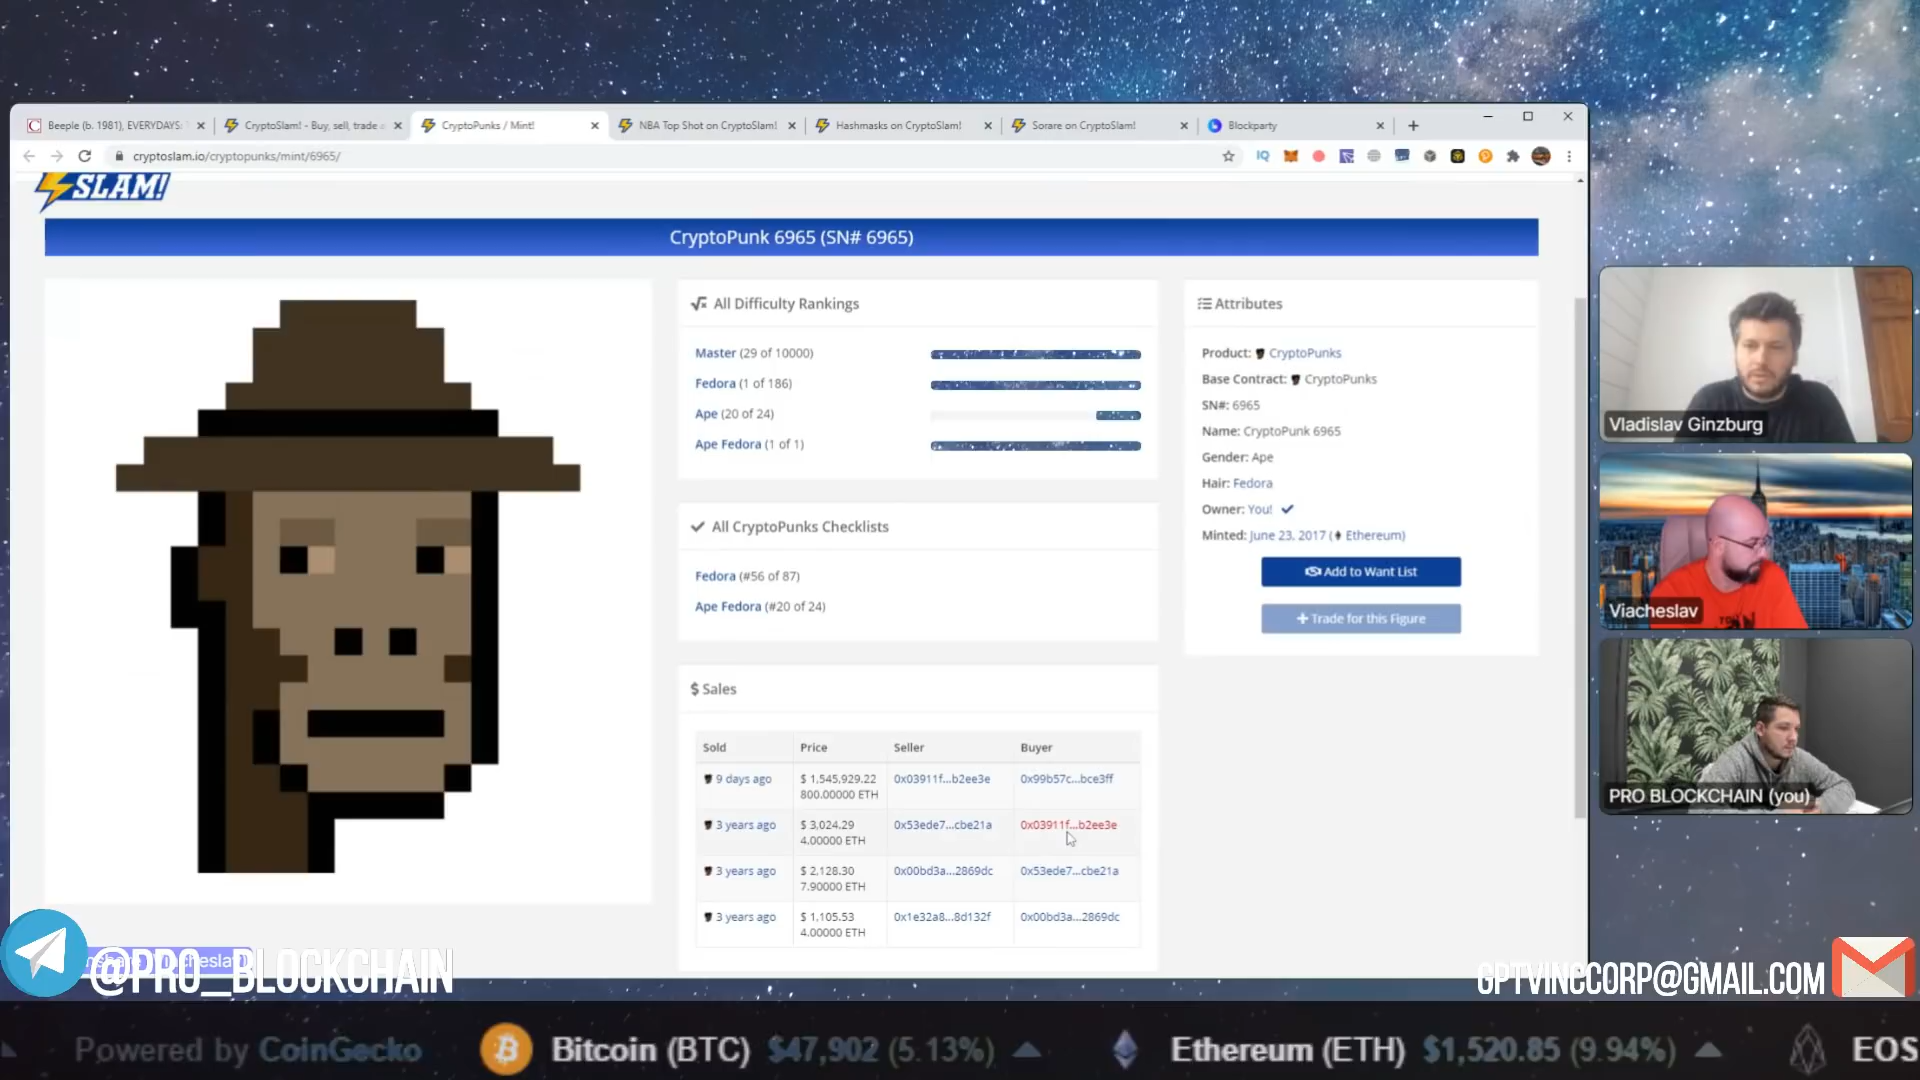 Beeple (b. 1981), EVERYDAYS:
CryptoSlam! - Buy, sell, trade
CryptoPunks / Mint!
NBA Top Shot on CryptoSlam!
Hashmasks on CryptoSlam!
Sorare on CryptoSlam!
Blockparty
cryptoslam.io/cryptopunks/mint/6965/
IQ
SLAM!
CryptoPunk 6965 (SN# 6965)
All Difficulty Rankings
Master (29 of 10000)
Fedora (1 of 186)
Ape (20 of 24)
Ape Fedora (1 of 1)
All CryptoPunks Checklists
Fedora (#56 of 87)
Ape Fedora (#20 of 24)
$ Sales
Sold Price Seller Buyer
9 days ago $ 1,545,929.22 0x03911f...b2ee3e 0x99b57c...bce3ff
800.00000 ETH
3 years ago $ 3,024.29 0x53ede7...cbe21a 0x03911f...b2ee3e
4.00000 ETH
3 years ago $ 2,128.30 0x00bd3a...2869dc 0x53ede7...cbe21a
7.90000 ETH
3 years ago $ 1,105.53 0x1e32a8...8d132f 0x00bd3a...2869dc
4.00000 ETH
Attributes
Product: CryptoPunks
Base Contract: CryptoPunks
SN#: 6965
Name: CryptoPunk 6965
Gender: Ape
Hair: Fedora
Owner: You!
Minted: June 23, 2017 ( Ethereum)
Add to Want List
+ Trade for this Figure
Vladislav Ginzburg
Viacheslav
PRO BLOCKCHAIN (you)
@PRO_BLOCKCHAIN
GPTVINCCORP@GMAIL.COM
Powered by CoinGecko
Bitcoin (BTC) $47,902 (5.13%)
Ethereum (ETH) $1,520.85 (9.94%)
EOS